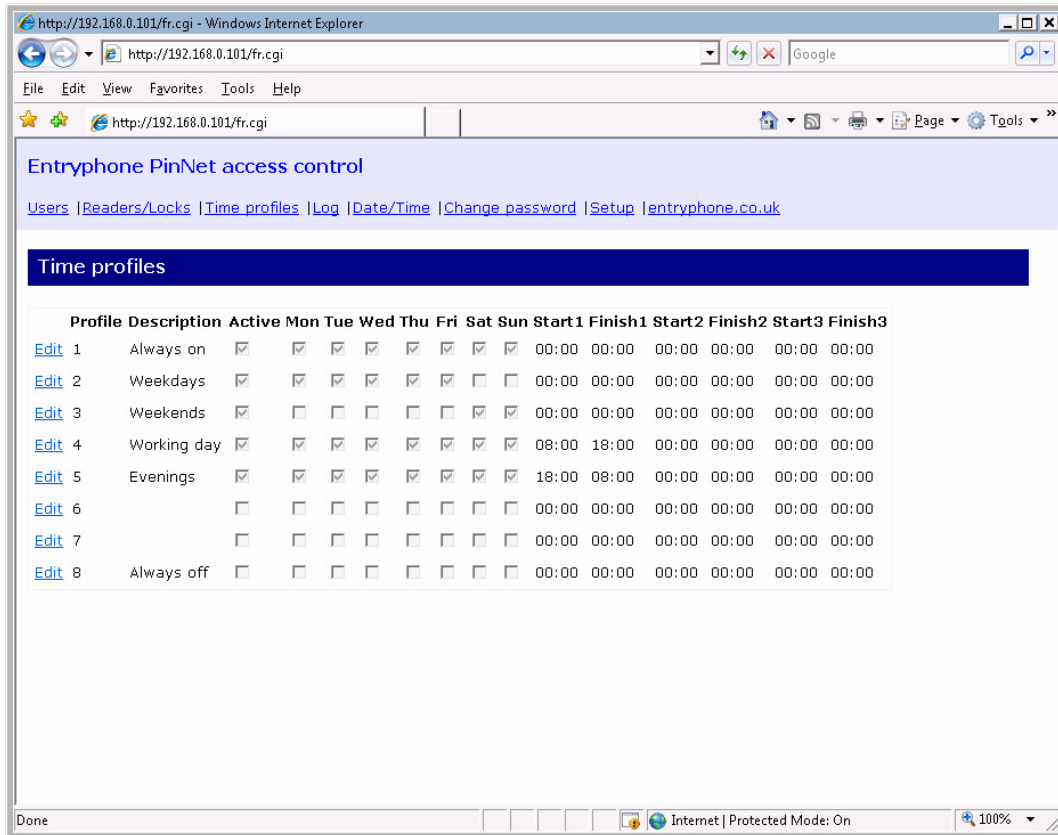 http://192.168.0.101/fr.cgi - Windows Internet Explorer
http://192.168.0.101/fr.cgi
Google
File Edit View Favorites Tools Help
http://192.168.0.101/fr.cgi
Page Tools »
Entryphone PinNet access control
Users |Readers/Locks |Time profiles |Log |Date/Time |Change password |Setup |entryphone.co.uk
Time profiles
Profile Description Active Mon Tue Wed Thu Fri Sat Sun Start1 Finish1 Start2 Finish2 Start3 Finish3
Edit 1 Always on 00:00 00:00 00:00 00:00 00:00 00:00
Edit 2 Weekdays 00:00 00:00 00:00 00:00 00:00 00:00
Edit 3 Weekends 00:00 00:00 00:00 00:00 00:00 00:00
Edit 4 Working day 08:00 18:00 00:00 00:00 00:00 00:00
Edit 5 Evenings 18:00 08:00 00:00 00:00 00:00 00:00
Edit 6 00:00 00:00 00:00 00:00 00:00 00:00
Edit 7 00:00 00:00 00:00 00:00 00:00 00:00
Edit 8 Always off 00:00 00:00 00:00 00:00 00:00 00:00
Done Internet | Protected Mode: On 100%